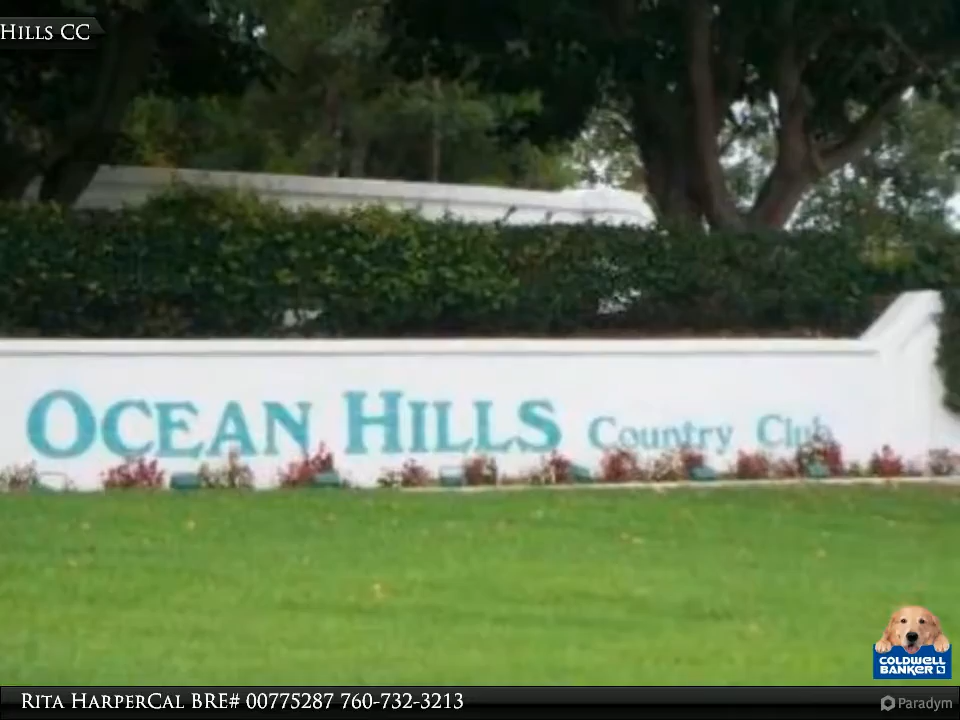 Hills CC
Ocean Hills Country Club
COLDWELL
BANKER
Rita HarperCal BRE# 00775287 760-732-3213
Paradym